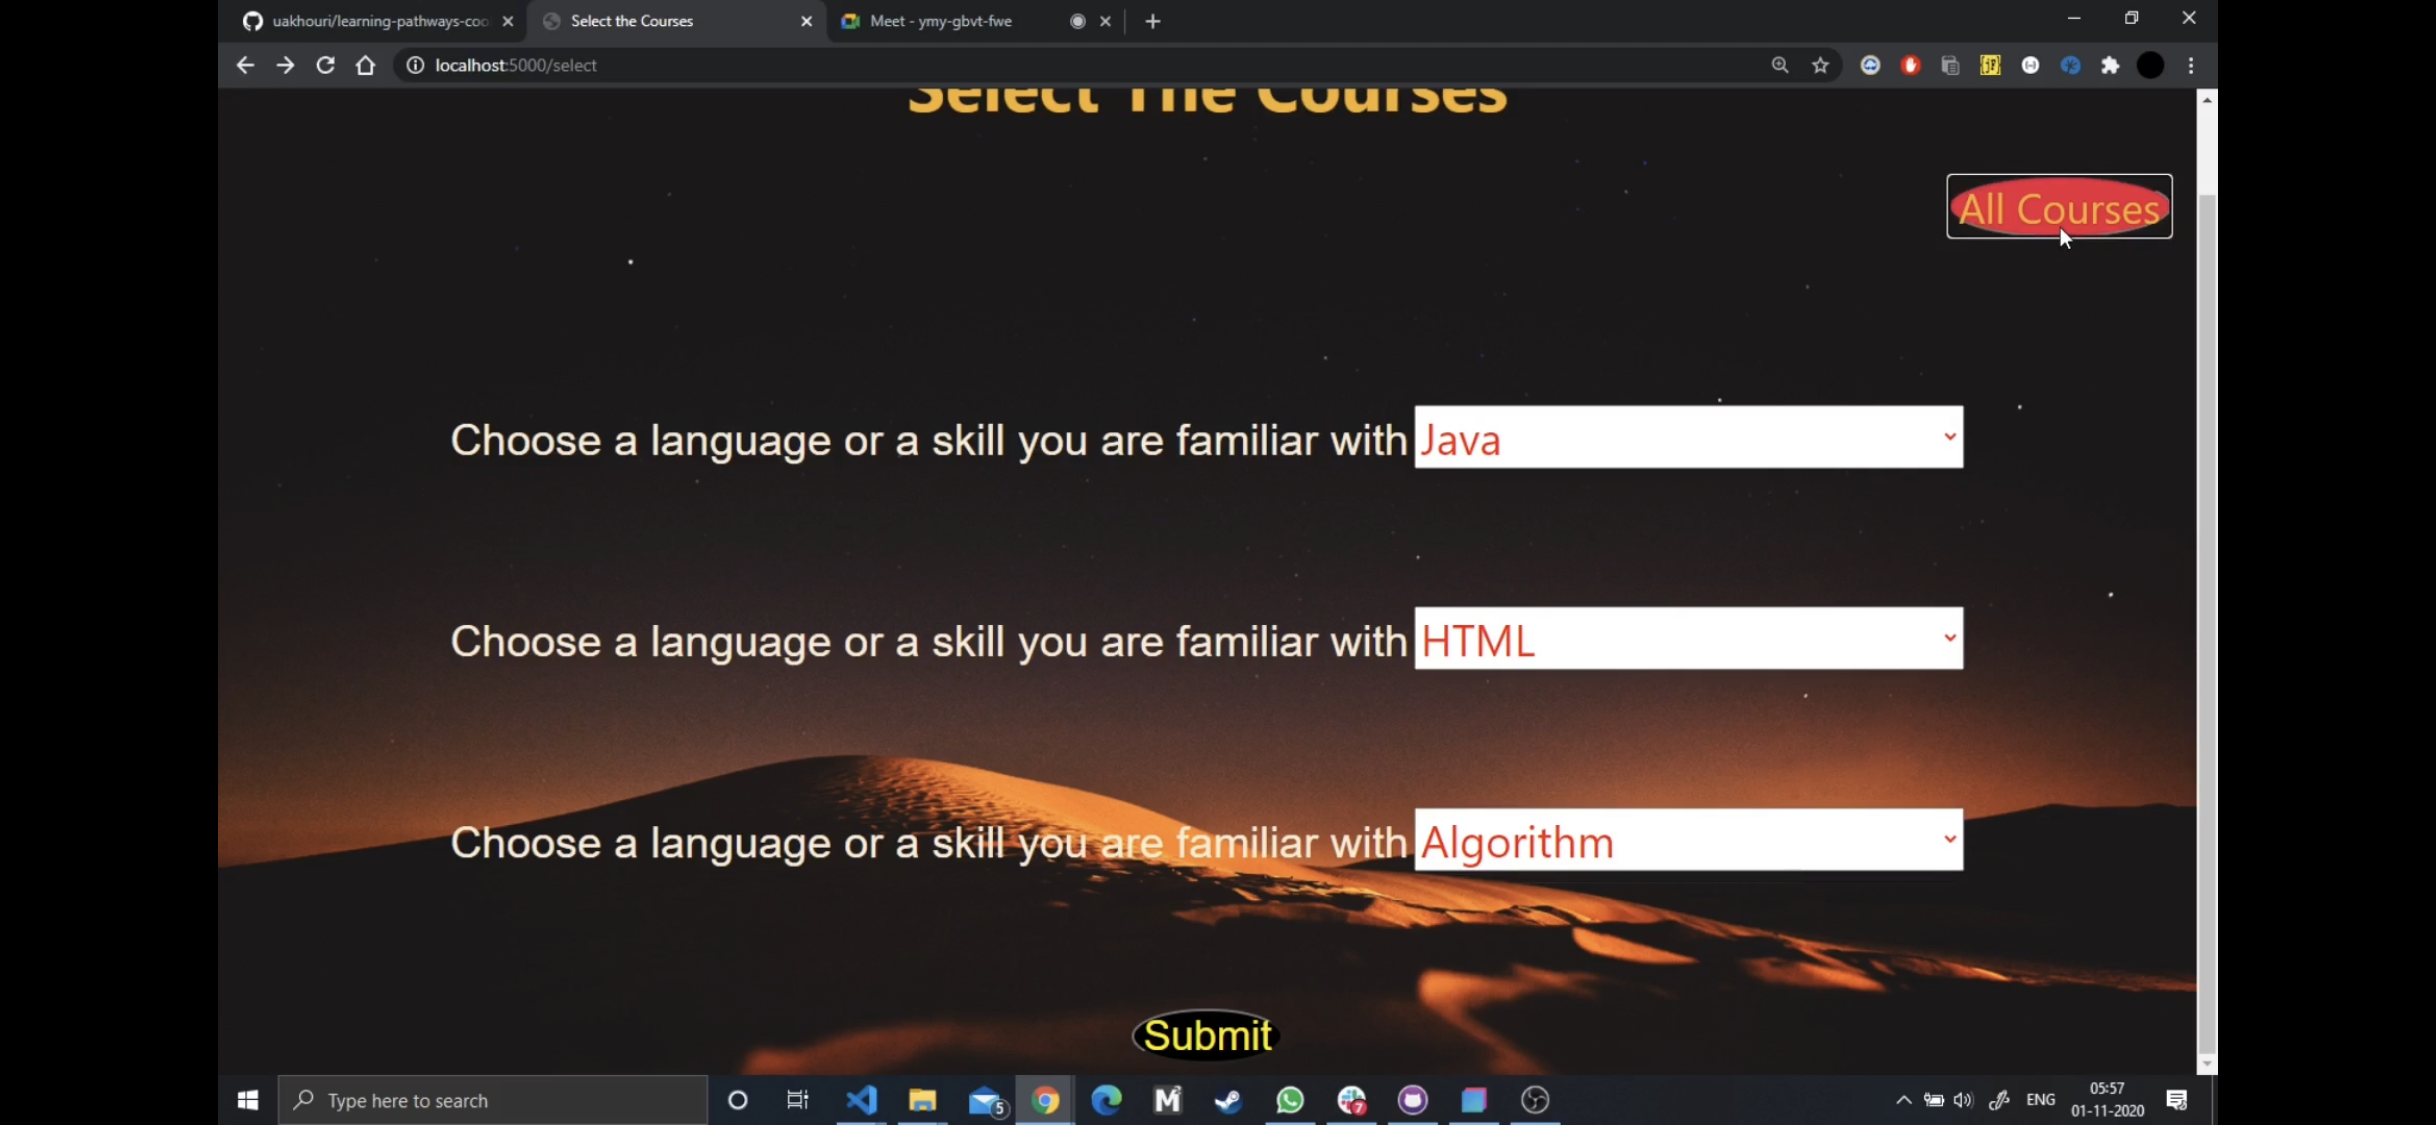 uakhouri/learning-pathways-coo
Select the Courses
Meet - ymy-gbvt-fwe
localhost:5000/select
Select The Courses
All Courses
Choose a language or a skill you are familiar with Java
Choose a language or a skill you are familiar with HTML
Choose a language or a skill you are familiar with Algorithm
Submit
Type here to search
5
7
ENG
05:57
01-11-2020